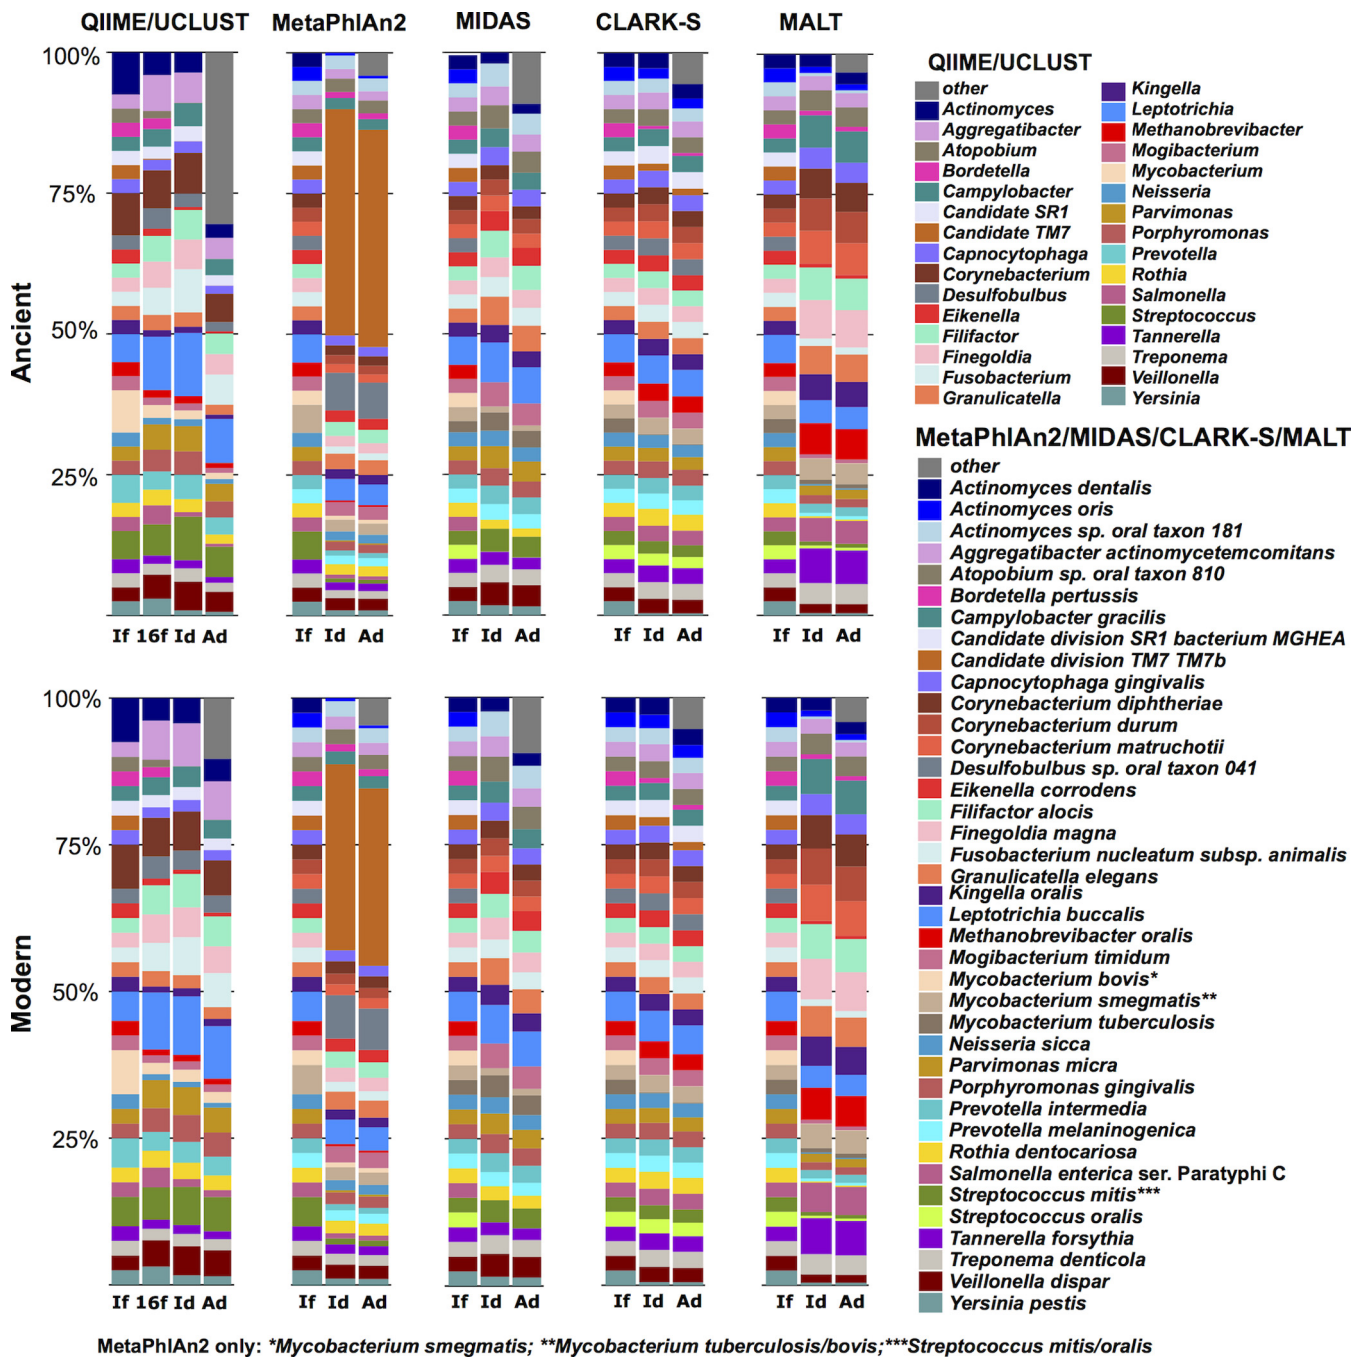 QIIME/UCLUST MetaPhlAn2 MIDAS CLARK-S MALT
100%
75%
50%
25%
Ancient
If 16f Id Ad If Id Ad If Id Ad If Id Ad If Id Ad
100%
75%
50%
25%
Modern
If 16f Id Ad If Id Ad If Id Ad If Id Ad If Id Ad
QIIME/UCLUST
other
Actinomyces
Aggregatibacter
Atopobium
Bordetella
Campylobacter
Candidate SR1
Candidate TM7
Capnocytophaga
Corynebacterium
Desulfobulbus
Eikenella
Filifactor
Finegoldia
Fusobacterium
Granulicatella
Kingella
Leptotrichia
Methanobrevibacter
Mogibacterium
Mycobacterium
Neisseria
Parvimonas
Porphyromonas
Prevotella
Rothia
Salmonella
Streptococcus
Tannerella
Treponema
Veillonella
Yersinia
MetaPhlAn2/MIDAS/CLARK-S/MALT
other
Actinomyces dentalis
Actinomyces oris
Actinomyces sp. oral taxon 181
Aggregatibacter actinomycetemcomitans
Atopobium sp. oral taxon 810
Bordetella pertussis
Campylobacter gracilis
Candidate division SR1 bacterium MGHEA
Candidate division TM7 TM7b
Capnocytophaga gingivalis
Corynebacterium diphtheriae
Corynebacterium durum
Corynebacterium matruchotii
Desulfobulbus sp. oral taxon 041
Eikenella corrodens
Filifactor alocis
Finegoldia magna
Fusobacterium nucleatum subsp. animalis
Granulicatella elegans
Kingella oralis
Leptotrichia buccalis
Methanobrevibacter oralis
Mogibacterium timidum
Mycobacterium bovis*
Mycobacterium smegmatis**
Mycobacterium tuberculosis
Neisseria sicca
Parvimonas micra
Porphyromonas gingivalis
Prevotella intermedia
Prevotella melaninogenica
Rothia dentocariosa
Salmonella enterica ser. Paratyphi C
Streptococcus mitis***
Streptococcus oralis
Tannerella forsythia
Treponema denticola
Veillonella dispar
Yersinia pestis
MetaPhlAn2 only: *Mycobacterium smegmatis; **Mycobacterium tuberculosis/bovis;***Streptococcus mitis/oralis